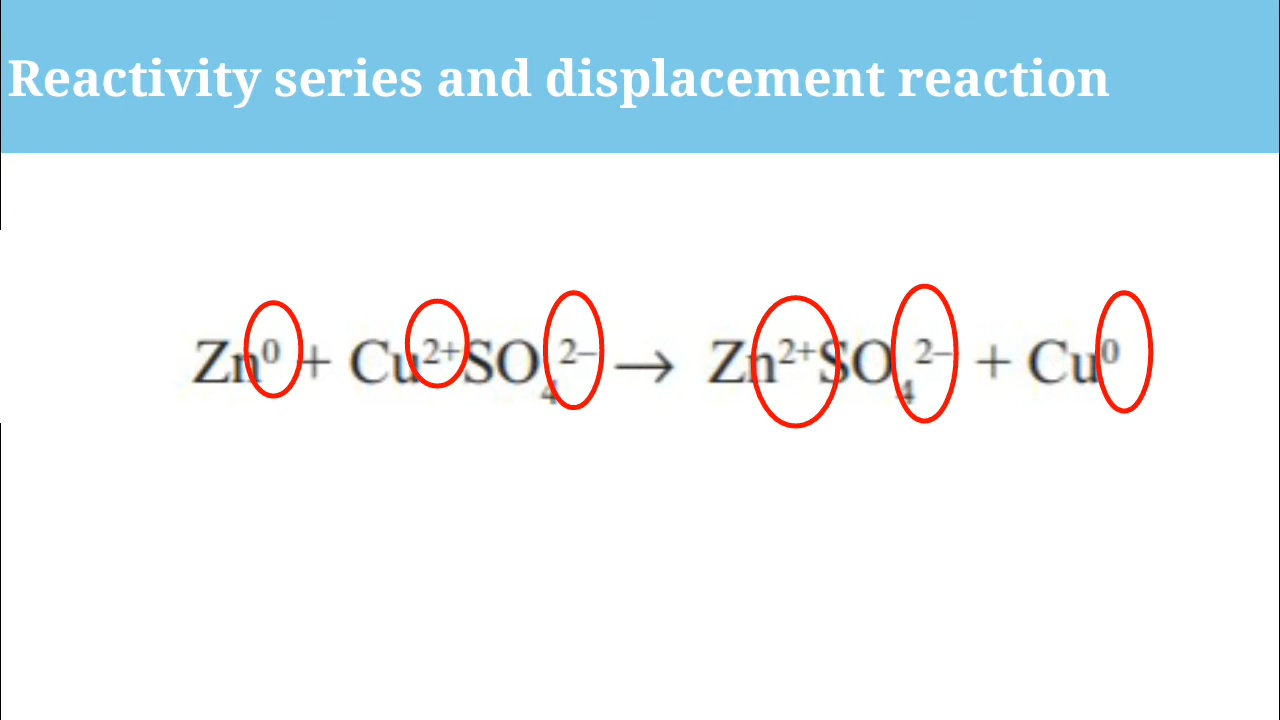 Reactivity series and displacement reaction
Zn⁰ + Cu²⁺SO₄²⁻ → Zn²⁺SO₄²⁻ + Cu⁰